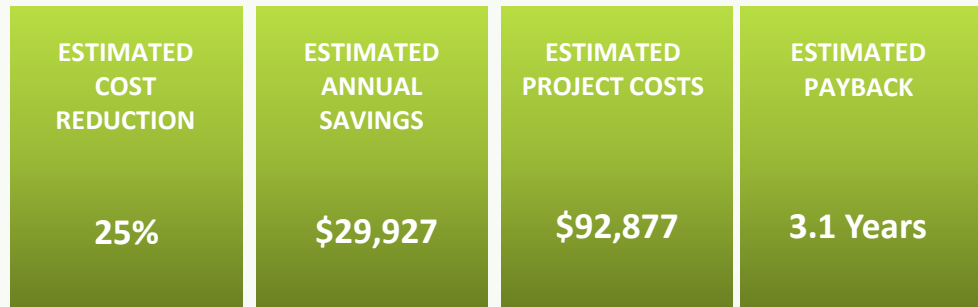 ESTIMATED
COST
REDUCTION
25%
ESTIMATED
ANNUAL
SAVINGS
$29,927
ESTIMATED
PROJECT COSTS
$92,877
ESTIMATED
PAYBACK
3.1 Years